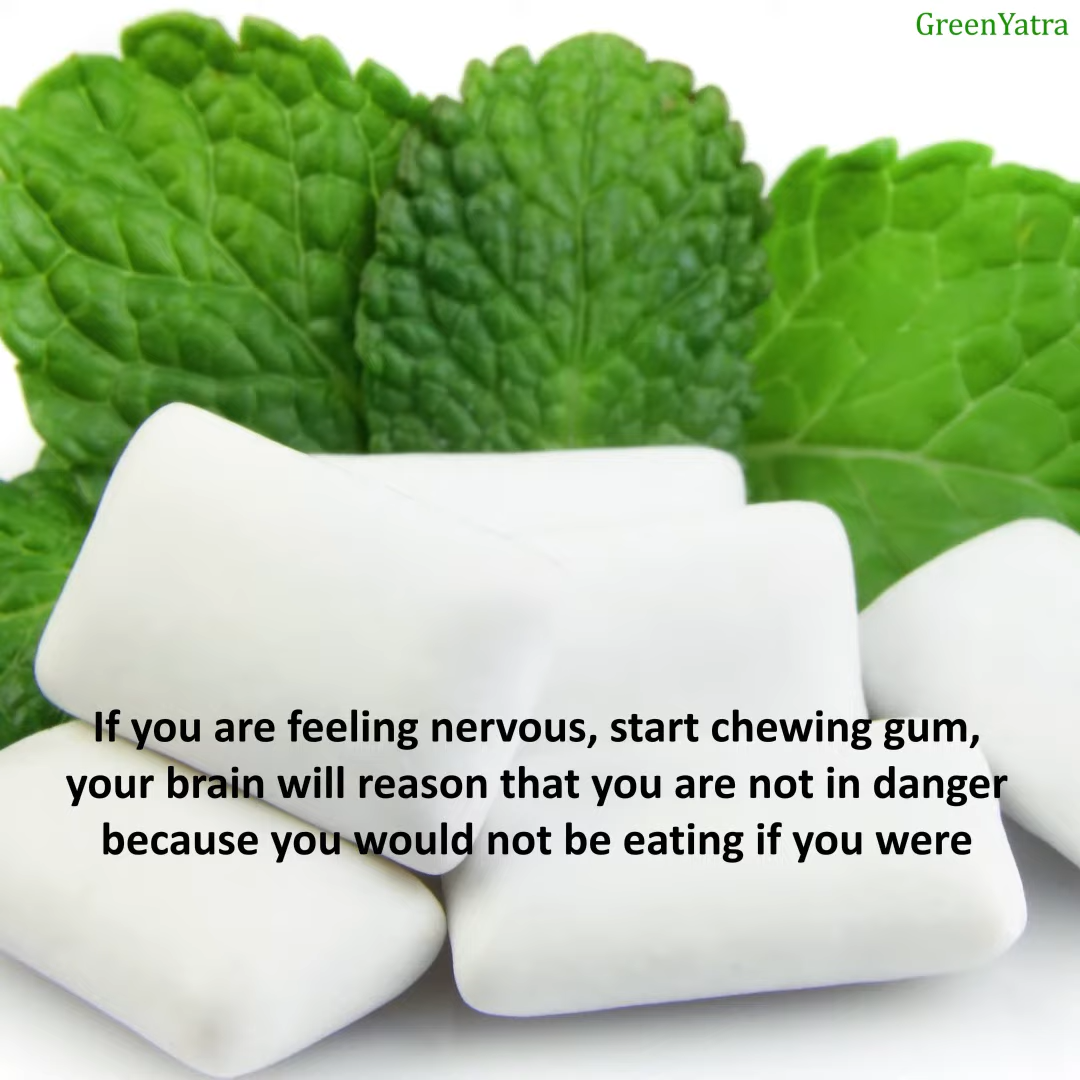 GreenYatra
If you are feeling nervous, start chewing gum,
your brain will reason that you are not in danger
because you would not be eating if you were